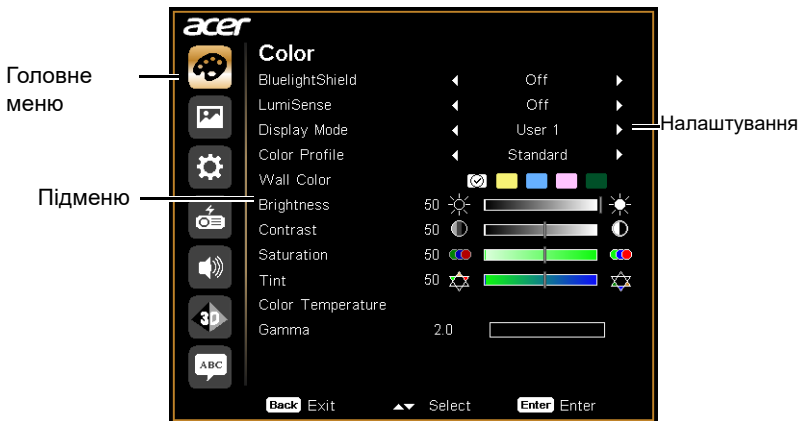 acer
Color
BluelightShield Off
LumiSense Off
Display Mode User 1
Color Profile Standard
Wall Color
Brightness 50
Contrast 50
Saturation 50
Tint 50
Color Temperature
Gamma 2.0
3D
ABC
Back Exit Select Enter Enter
Головне
меню
Підменю
Налаштування